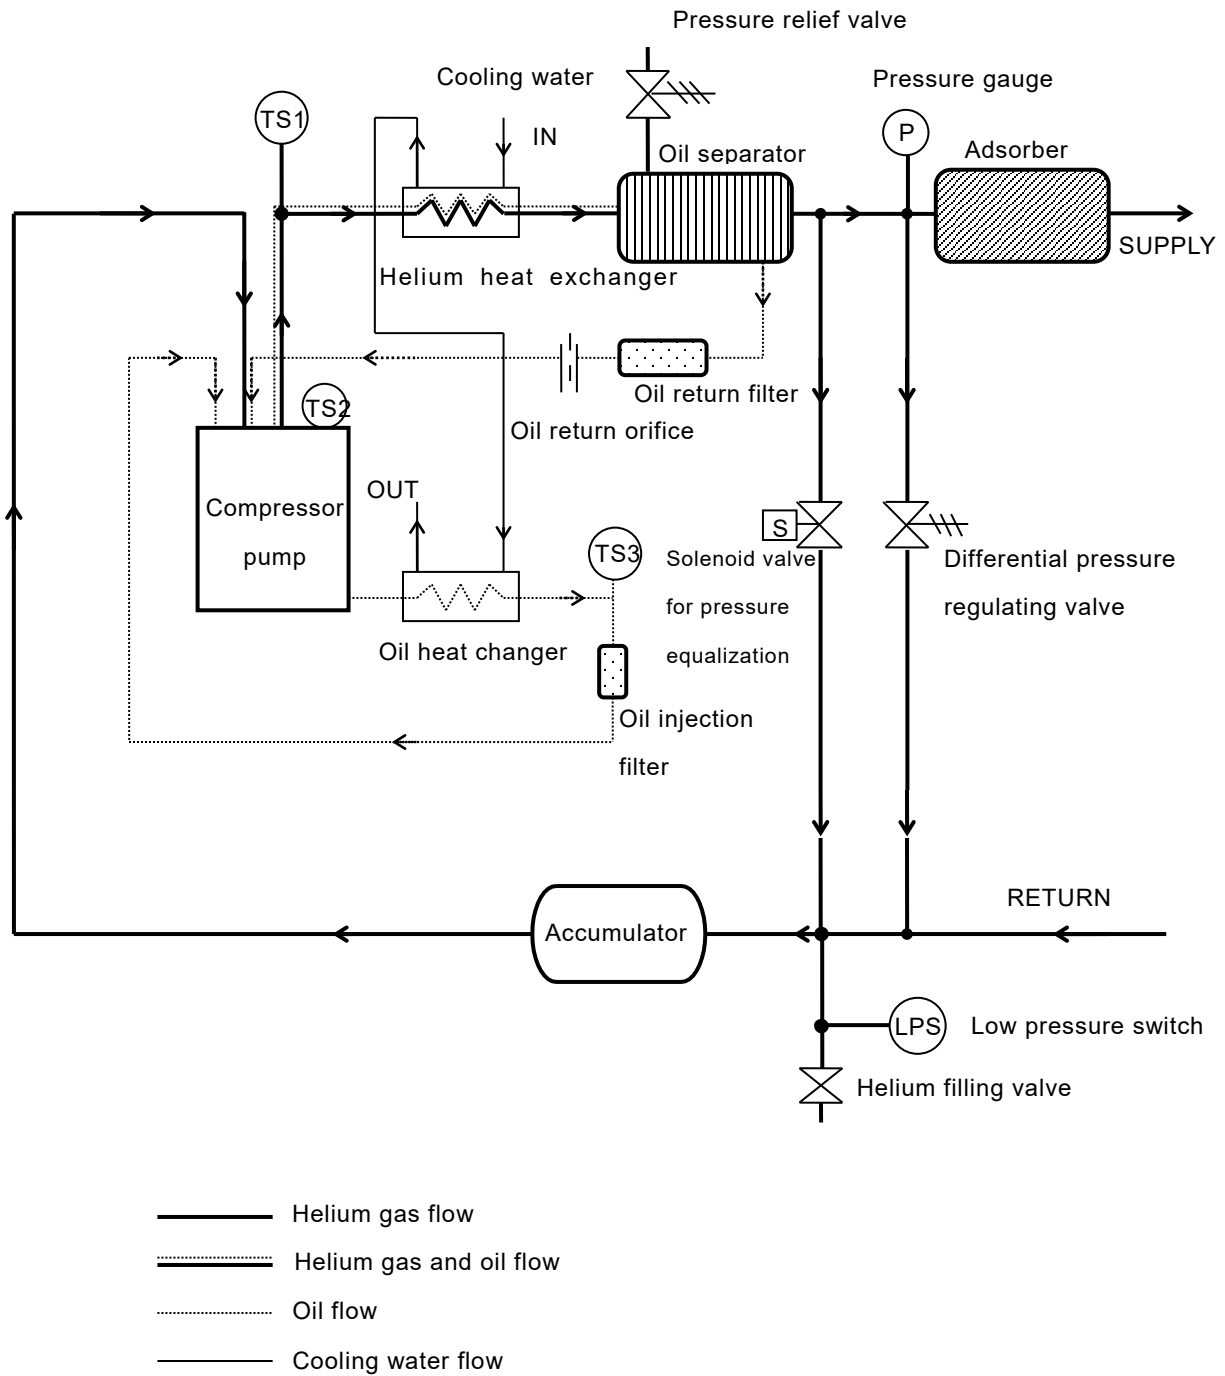 Pressure relief valve
Cooling water
Pressure gauge
TS1
IN
P
Oil separator
Adsorber
SUPPLY
Helium heat exchanger
Oil return filter
TS2
Oil return orifice
OUT
Compressor
pump
S
TS3
Solenoid valve
for pressure
equalization
Differential pressure
regulating valve
Oil heat changer
Oil injection
filter
RETURN
Accumulator
LPS
Low pressure switch
Helium filling valve
Helium gas flow
Helium gas and oil flow
Oil flow
Cooling water flow